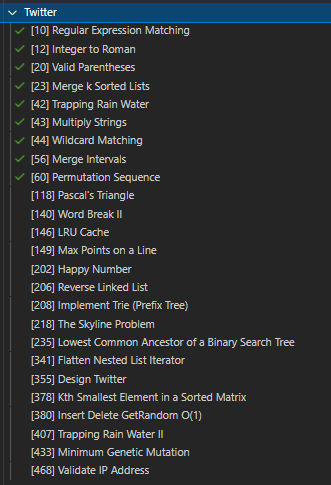 Twitter
[10] Regular Expression Matching
[12] Integer to Roman
[20] Valid Parentheses
[23] Merge k Sorted Lists
[42] Trapping Rain Water
[43] Multiply Strings
[44] Wildcard Matching
[56] Merge Intervals
[60] Permutation Sequence
[118] Pascal's Triangle
[140] Word Break II
[146] LRU Cache
[149] Max Points on a Line
[202] Happy Number
[206] Reverse Linked List
[208] Implement Trie (Prefix Tree)
[218] The Skyline Problem
[235] Lowest Common Ancestor of a Binary Search Tree
[341] Flatten Nested List Iterator
[355] Design Twitter
[378] Kth Smallest Element in a Sorted Matrix
[380] Insert Delete GetRandom O(1)
[407] Trapping Rain Water II
[433] Minimum Genetic Mutation
[468] Validate IP Address